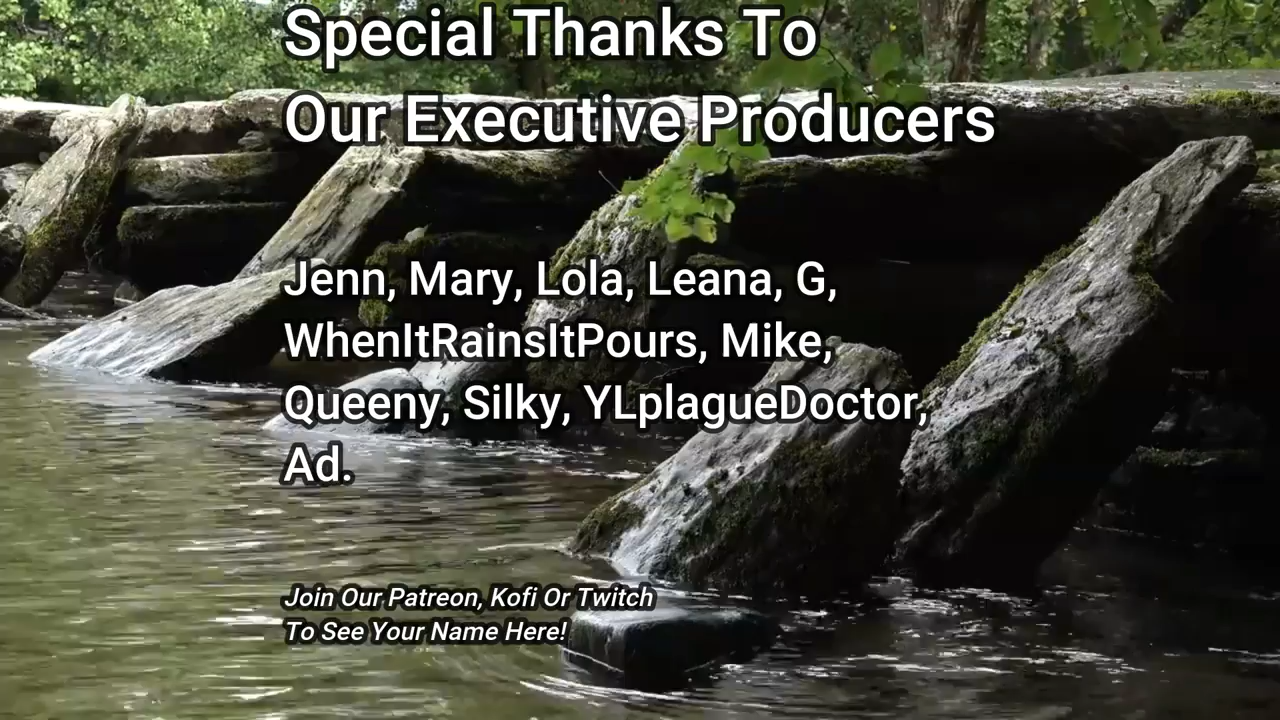 Special Thanks To
Our Executive Producers
Jenn, Mary, Lola, Leana, G,
WhenItRainsItPours, Mike,
Queeny, Silky, YLplagueDoctor,
Ad.
Join Our Patreon, Kofi Or Twitch
To See Your Name Here!